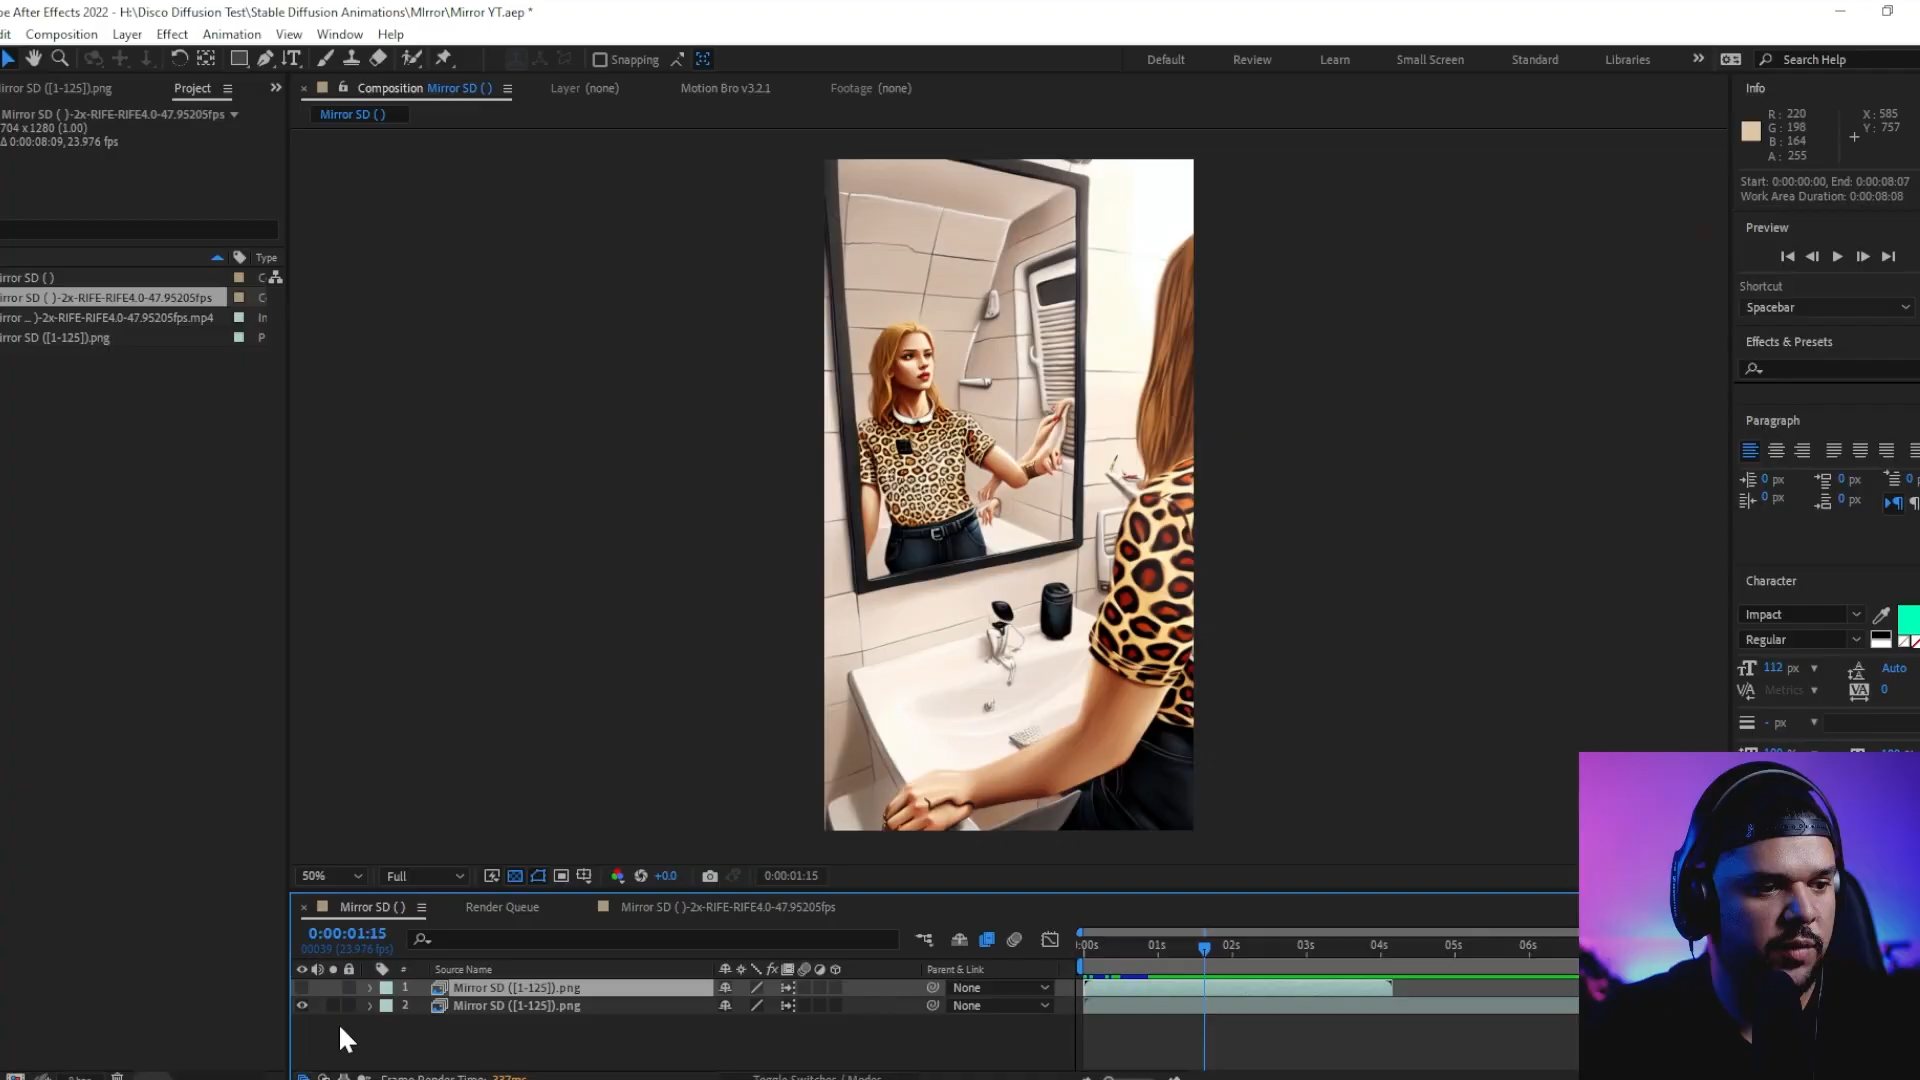 pe After Effects 2022 - H:\Disco Diffusion Test\Stable Diffusion Animations\MIrror\Mirror YT.aep *
dit Composition Layer Effect Animation View Window Help
Snapping
Default Review Learn Small Screen Standard Libraries Search Help
irror SD ([1-125]).png Project
Composition Mirror SD ( ) Layer (none) Motion Bro v3.2.1 Footage (none)
Mirror SD ( )
Mirror SD ( )-2x-RIFE-RIFE4.0-47.95205fps
704 x 1280 (1.00)
Δ 0:00:08:09, 23.976 fps
Type
irror SD ( ) C
irror SD ( )-2x-RIFE-RIFE4.0-47.95205fps C
irror ... )-2x-RIFE-RIFE4.0-47.95205fps.mp4 In
irror SD ([1-125]).png P
Info
R: 220 X: 585
G: 198 Y: 757
B: 164
A: 255
Start: 0:00:00:00, End: 0:00:08:07
Work Area Duration: 0:00:08:08
Preview
Shortcut
Spacebar
Effects & Presets
Paragraph
0 px 0 px 0
0 px 0 px
Character
Impact
Regular
112 px Auto
Metrics 0
- px
50% Full +0.0 0:00:01:15
Mirror SD ( ) Render Queue Mirror SD ( )-2x-RIFE-RIFE4.0-47.95205fps
0:00:01:15
00039 (23.976 fps)
:00s 01s 02s 03s 04s 05s 06s
# Source Name fx Parent & Link
1 Mirror SD ([1-125]).png None
2 Mirror SD ([1-125]).png None
Frame Render Time: 337ms
Toggle Switches / Modes